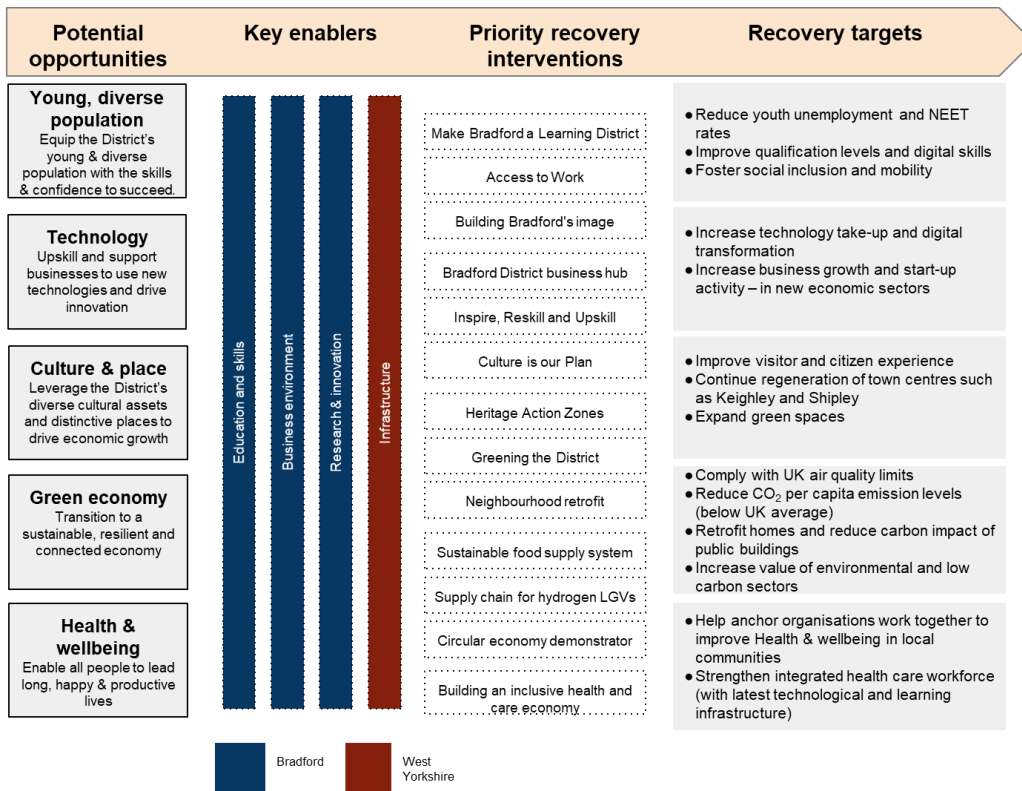 Potential
opportunities
Key enablers
Priority recovery
interventions
Recovery targets
Young, diverse
population
Equip the District's
young & diverse
population with the skills
& confidence to succeed.
Technology
Upskill and support
businesses to use new
technologies and drive
innovation
Culture & place
Leverage the District's
diverse cultural assets
and distinctive places to
drive economic growth
Green economy
Transition to a
sustainable, resilient and
connected economy
Health &
wellbeing
Enable all people to lead
long, happy & productive
lives
Education and skills
Business environment
Research & innovation
Infrastructure
Make Bradford a Learning District
Access to Work
Building Bradford's image
Bradford District business hub
Inspire, Reskill and Upskill
Culture is our Plan
Heritage Action Zones
Greening the District
Neighbourhood retrofit
Sustainable food supply system
Supply chain for hydrogen LGVs
Circular economy demonstrator
Building an inclusive health and
care economy
● Reduce youth unemployment and NEET
rates
● Improve qualification levels and digital skills
● Foster social inclusion and mobility
● Increase technology take-up and digital
transformation
● Increase business growth and start-up
activity – in new economic sectors
● Improve visitor and citizen experience
● Continue regeneration of town centres such
as Keighley and Shipley
● Expand green spaces
● Comply with UK air quality limits
● Reduce CO₂ per capita emission levels
(below UK average)
● Retrofit homes and reduce carbon impact of
public buildings
● Increase value of environmental and low
carbon sectors
● Help anchor organisations work together to
improve Health & wellbeing in local
communities
● Strengthen integrated health care workforce
(with latest technological and learning
infrastructure)
Bradford
West
Yorkshire